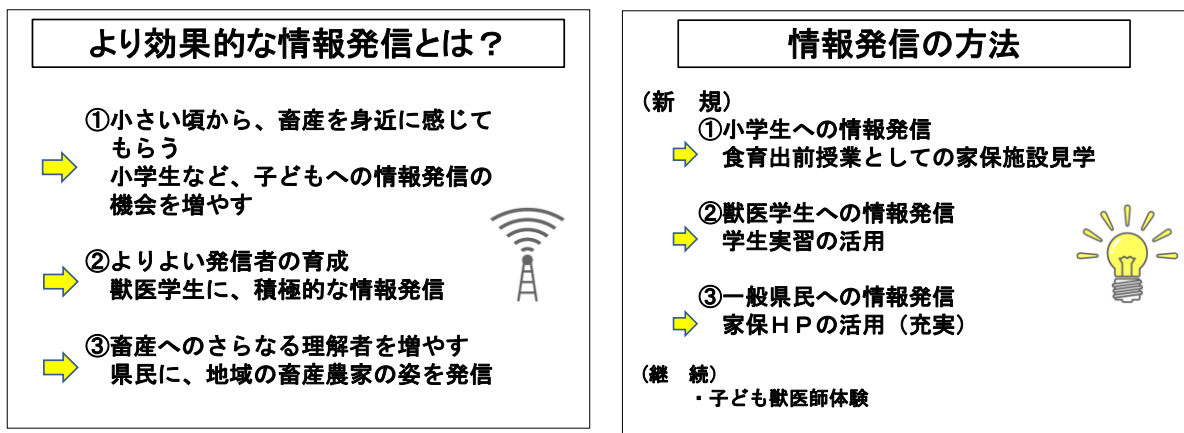 より効果的な情報発信とは？
①小さい頃から、畜産を身近に感じて
もらう
小学生など、子どもへの情報発信の
機会を増やす
②よりよい発信者の育成
獣医学生に、積極的な情報発信
③畜産へのさらなる理解者を増やす
県民に、地域の畜産農家の姿を発信
情報発信の方法
（新　規）
①小学生への情報発信
食育出前授業としての家保施設見学
②獣医学生への情報発信
学生実習の活用
③一般県民への情報発信
家保ＨＰの活用（充実）
（継　続）
・子ども獣医師体験